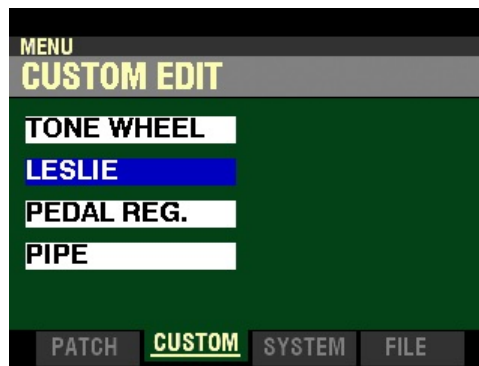 MENU
CUSTOM EDIT
TONE WHEEL
LESLIE
PEDAL REG.
PIPE
PATCH CUSTOM SYSTEM FILE